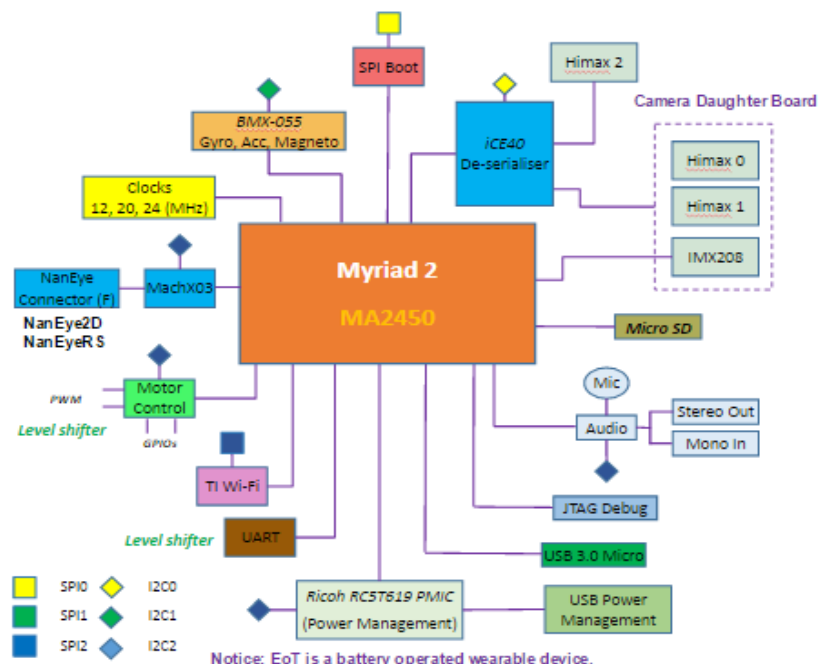 SPI Boot
Himax 2
Camera Daughter Board
BMX-055
Gyro, Acc, Magneto
iCE40
De-serialiser
Himax 0
Clocks
12, 20, 24 (MHz)
Himax 1
Myriad 2
MA2450
IMX208
NanEye
Connector (F)
MachX03
NanEye2D
NanEyeRS
Micro SD
Motor
Control
PWM
Level shifter
GPIOs
Mic
Audio
Stereo Out
Mono In
TI Wi-Fi
JTAG Debug
Level shifter
UART
USB 3.0 Micro
SPI0
I2C0
SPI1
I2C1
SPI2
I2C2
Ricoh RC5T619 PMIC
(Power Management)
USB Power
Management
Notice: EoT is a battery operated wearable device.